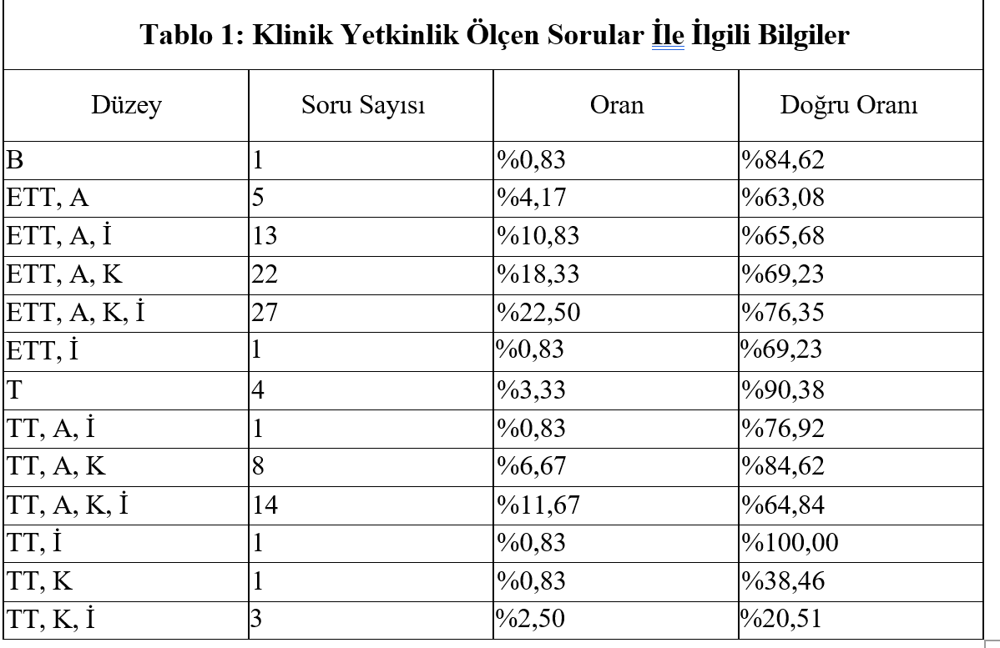 Tablo 1: Klinik Yetkinlik Ölçen Sorular İle İlgili Bilgiler
Düzey Soru Sayısı Oran Doğru Oranı
B 1 %0,83 %84,62
ETT, A 5 %4,17 %63,08
ETT, A, İ 13 %10,83 %65,68
ETT, A, K 22 %18,33 %69,23
ETT, A, K, İ 27 %22,50 %76,35
ETT, İ 1 %0,83 %69,23
T 4 %3,33 %90,38
TT, A, İ 1 %0,83 %76,92
TT, A, K 8 %6,67 %84,62
TT, A, K, İ 14 %11,67 %64,84
TT, İ 1 %0,83 %100,00
TT, K 1 %0,83 %38,46
TT, K, İ 3 %2,50 %20,51